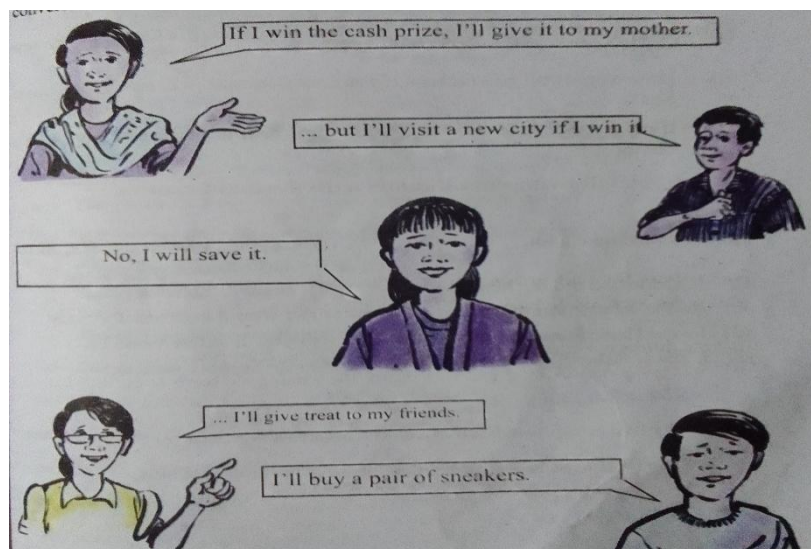 If I win the cash prize, I'll give it to my mother.
... but I'll visit a new city if I win it.
No, I will save it.
... I'll give treat to my friends.
I'll buy a pair of sneakers.